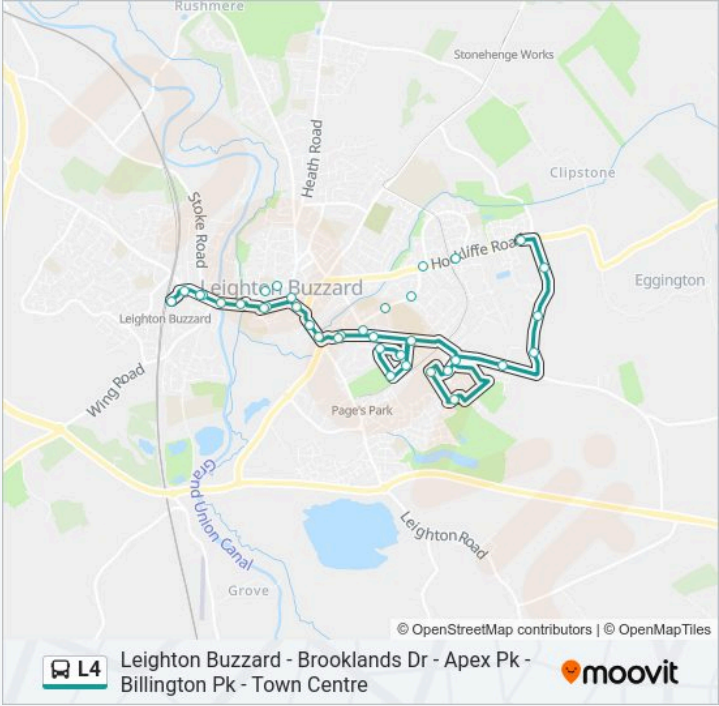 Rushmere
Stonehenge Works
Heath Road
Clipstone
Stoke Road
Hockliffe Road
Eggington
Leighton Buzzard
Leighton Buzzard
Wing Road
Page's Park
Grand Union Canal
Leighton Road
Grove
© OpenStreetMap contributors | © OpenMapTiles
L4
Leighton Buzzard - Brooklands Dr - Apex Pk -
Billington Pk - Town Centre
moovit